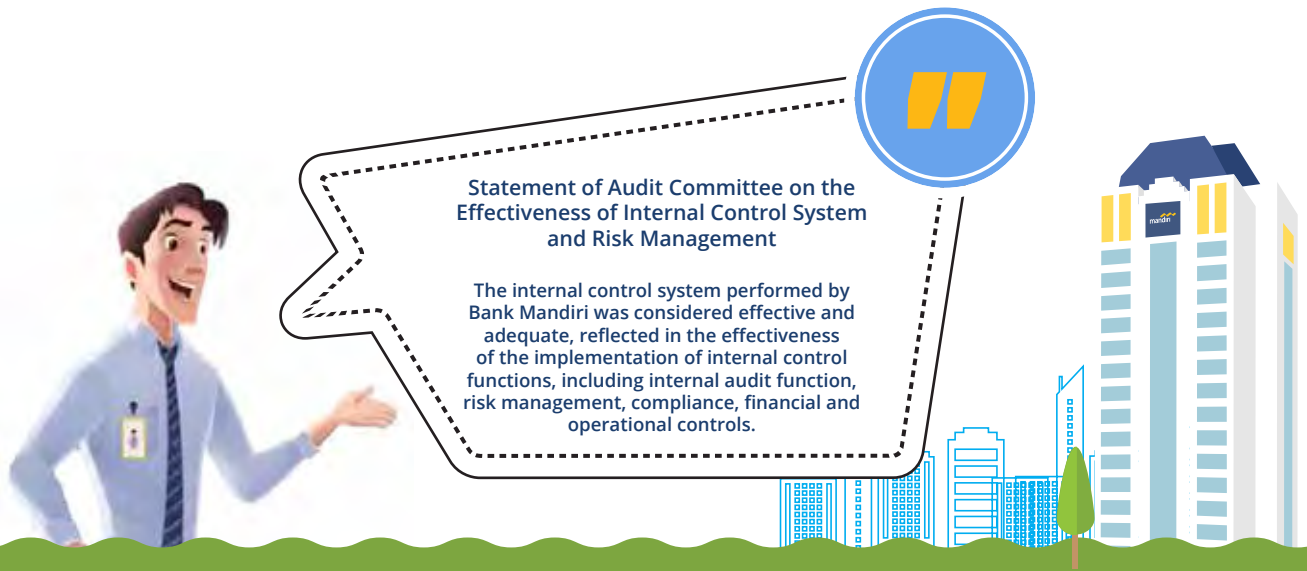 Statement of Audit Committee on the
Effectiveness of Internal Control System
and Risk Management
The internal control system performed by
Bank Mandiri was considered effective and
adequate, reflected in the effectiveness
of the implementation of internal control
functions, including internal audit function,
risk management, compliance, financial and
operational controls.
mandiri